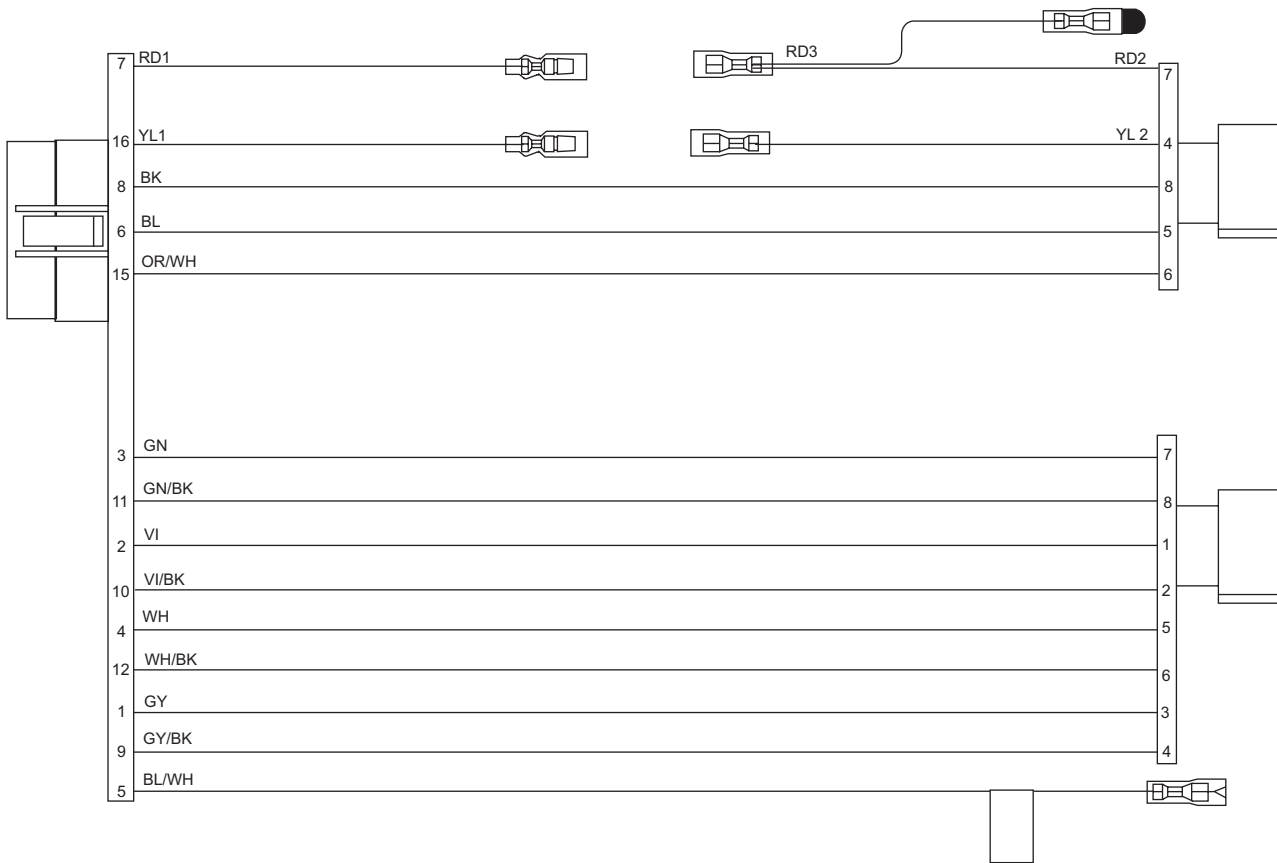 7 RD1 RD3 RD2 7
16 YL1 YL 2 4
8 BK 8
6 BL 5
15 OR/WH 6
3 GN 7
11 GN/BK 8
2 VI 1
10 VI/BK 2
4 WH 5
12 WH/BK 6
1 GY 3
9 GY/BK 4
5 BL/WH